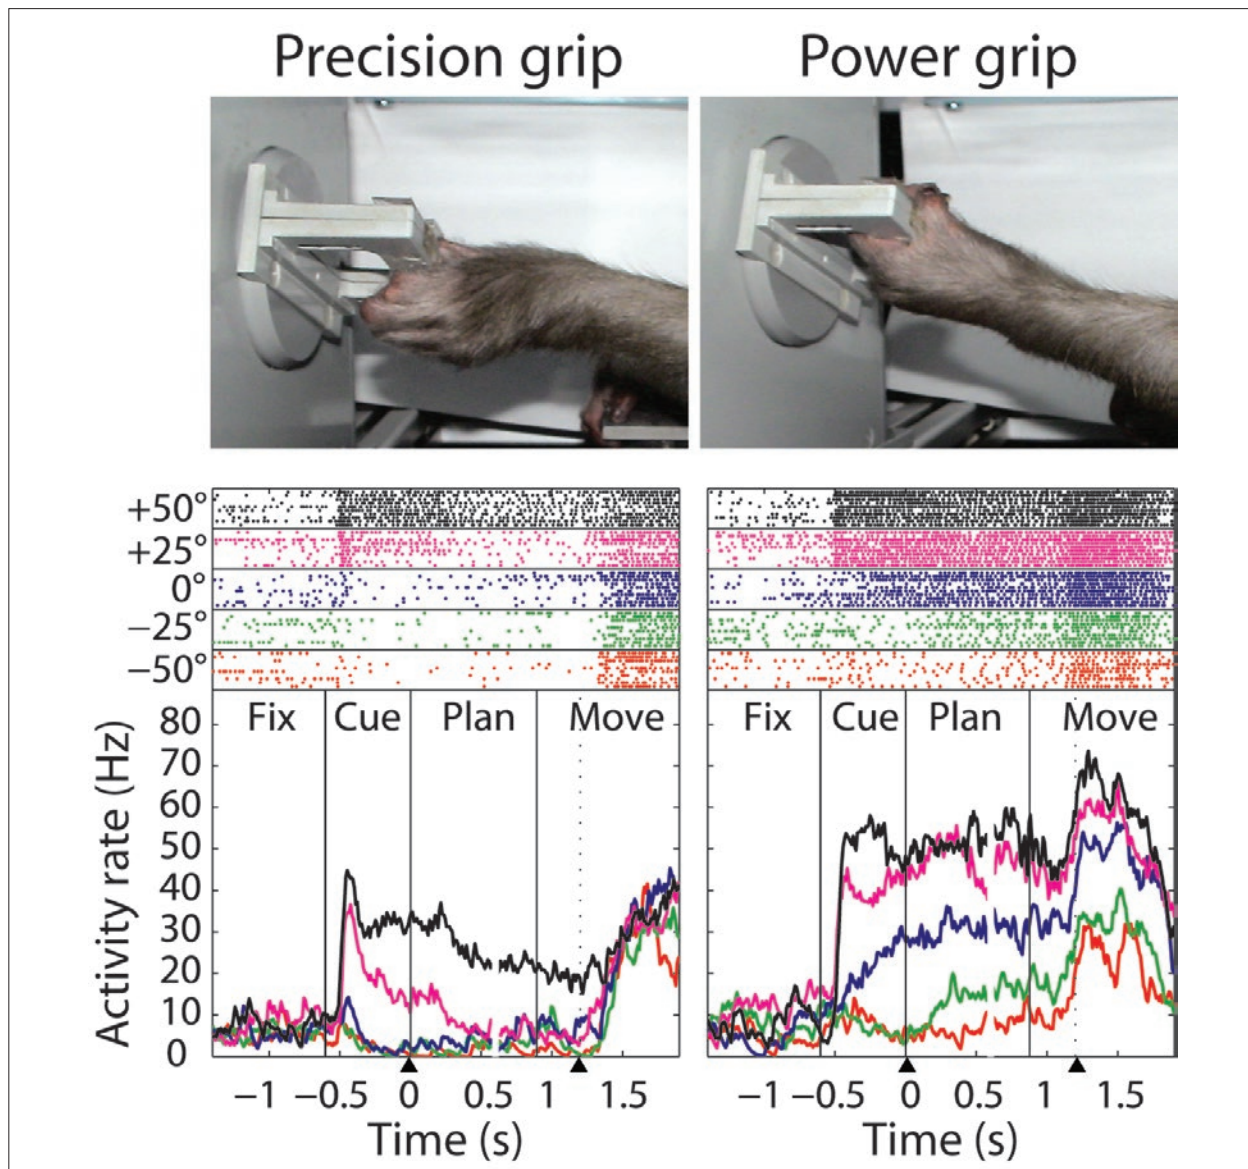 Precision grip Power grip
+50°
+25°
0°
−25°
−50°
Fix Cue Plan Move Fix Cue Plan Move
80
70
60
50
40
30
20
10
0
Activity rate (Hz)
−1 −0.5 0 0.5 1 1.5 −1 −0.5 0 0.5 1 1.5
Time (s) Time (s)